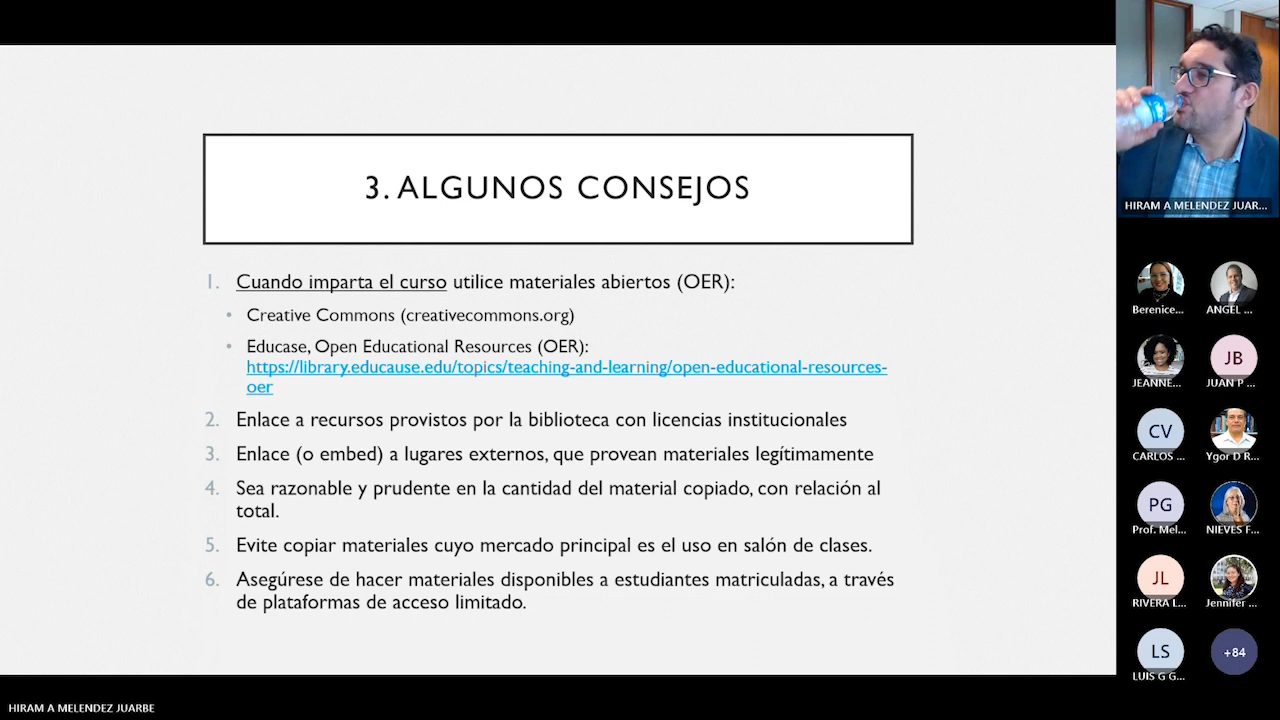 3. ALGUNOS CONSEJOS
1. Cuando imparta el curso utilice materiales abiertos (OER):
• Creative Commons (creativecommons.org)
• Educase, Open Educational Resources (OER):
https://library.educause.edu/topics/teaching-and-learning/open-educational-resources-
oer
2. Enlace a recursos provistos por la biblioteca con licencias institucionales
3. Enlace (o embed) a lugares externos, que provean materiales legítimamente
4. Sea razonable y prudente en la cantidad del material copiado, con relación al
total.
5. Evite copiar materiales cuyo mercado principal es el uso en salón de clases.
6. Asegúrese de hacer materiales disponibles a estudiantes matriculadas, a través
de plataformas de acceso limitado.
HIRAM A MELENDEZ JUAR...
Berenice...
ANGEL ...
JEANNE...
JB
JUAN P ...
CV
CARLOS ...
Ygor D R...
PG
Prof. Mel...
NIEVES F...
JL
RIVERA L...
Jennifer ...
LS
LUIS G G...
+84
HIRAM A MELENDEZ JUARBE